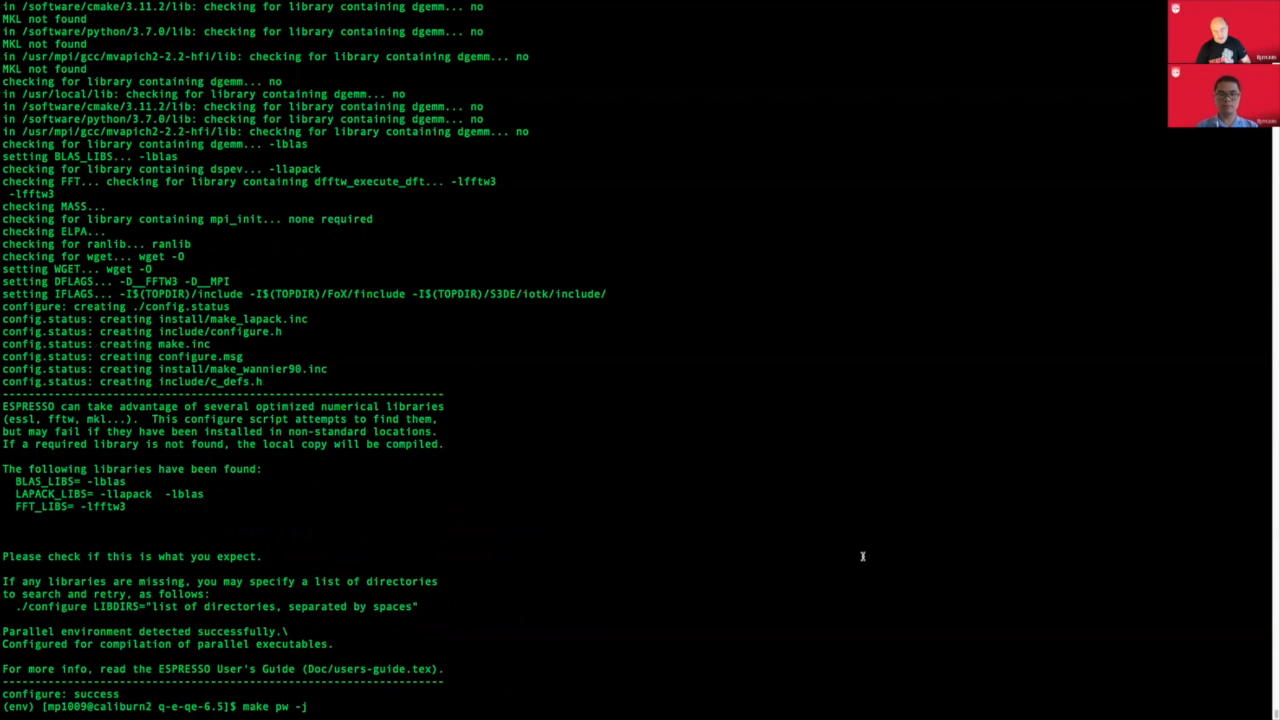 in /software/cmake/3.11.2/lib: checking for library containing dgemm... no
MKL not found
in /software/python/3.7.0/lib: checking for library containing dgemm... no
MKL not found
in /usr/mpi/gcc/mvapich2-2.2-hfi/lib: checking for library containing dgemm... no
MKL not found
checking for library containing dgemm... no
in /usr/local/lib: checking for library containing dgemm... no
in /software/cmake/3.11.2/lib: checking for library containing dgemm... no
in /software/python/3.7.0/lib: checking for library containing dgemm... no
in /usr/mpi/gcc/mvapich2-2.2-hfi/lib: checking for library containing dgemm... no
checking for library containing dgemm... -lblas
setting BLAS_LIBS... -lblas
checking for library containing dspev... -llapack
checking FFT... checking for library containing dfftw_execute_dft... -lfftw3
-lfftw3
checking MASS...
checking for library containing mpi_init... none required
checking ELPA...
checking for ranlib... ranlib
checking for wget... wget -O
setting WGET... wget -O
setting DFLAGS... -D__FFTW3 -D__MPI
setting IFLAGS... -I$(TOPDIR)/include -I$(TOPDIR)/FoX/finclude -I$(TOPDIR)/S3DE/iotk/include/
configure: creating ./config.status
config.status: creating install/make_lapack.inc
config.status: creating include/configure.h
config.status: creating make.inc
config.status: creating configure.msg
config.status: creating install/make_wannier90.inc
config.status: creating include/c_defs.h
--------------------------------------------------------------------
ESPRESSO can take advantage of several optimized numerical libraries
(essl, fftw, mkl...).  This configure script attempts to find them,
but may fail if they have been installed in non-standard locations.
If a required library is not found, the local copy will be compiled.
The following libraries have been found:
BLAS_LIBS= -lblas
LAPACK_LIBS= -llapack  -lblas
FFT_LIBS= -lfftw3
Please check if this is what you expect.
If any libraries are missing, you may specify a list of directories
to search and retry, as follows:
./configure LIBDIRS="list of directories, separated by spaces"
Parallel environment detected successfully.\
Configured for compilation of parallel executables.
For more info, read the ESPRESSO User's Guide (Doc/users-guide.tex).
--------------------------------------------------------------------
configure: success
(env) [mp1009@caliburn2 q-e-qe-6.5]$ make pw -j